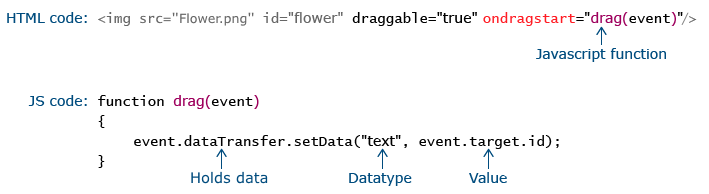 HTML code: <img src="Flower.png" id="flower" draggable="true" ondragstart="drag(event)"/>
Javascript function
JS code: function drag(event)
{
event.dataTransfer.setData("text", event.target.id);
}
Holds data Datatype Value